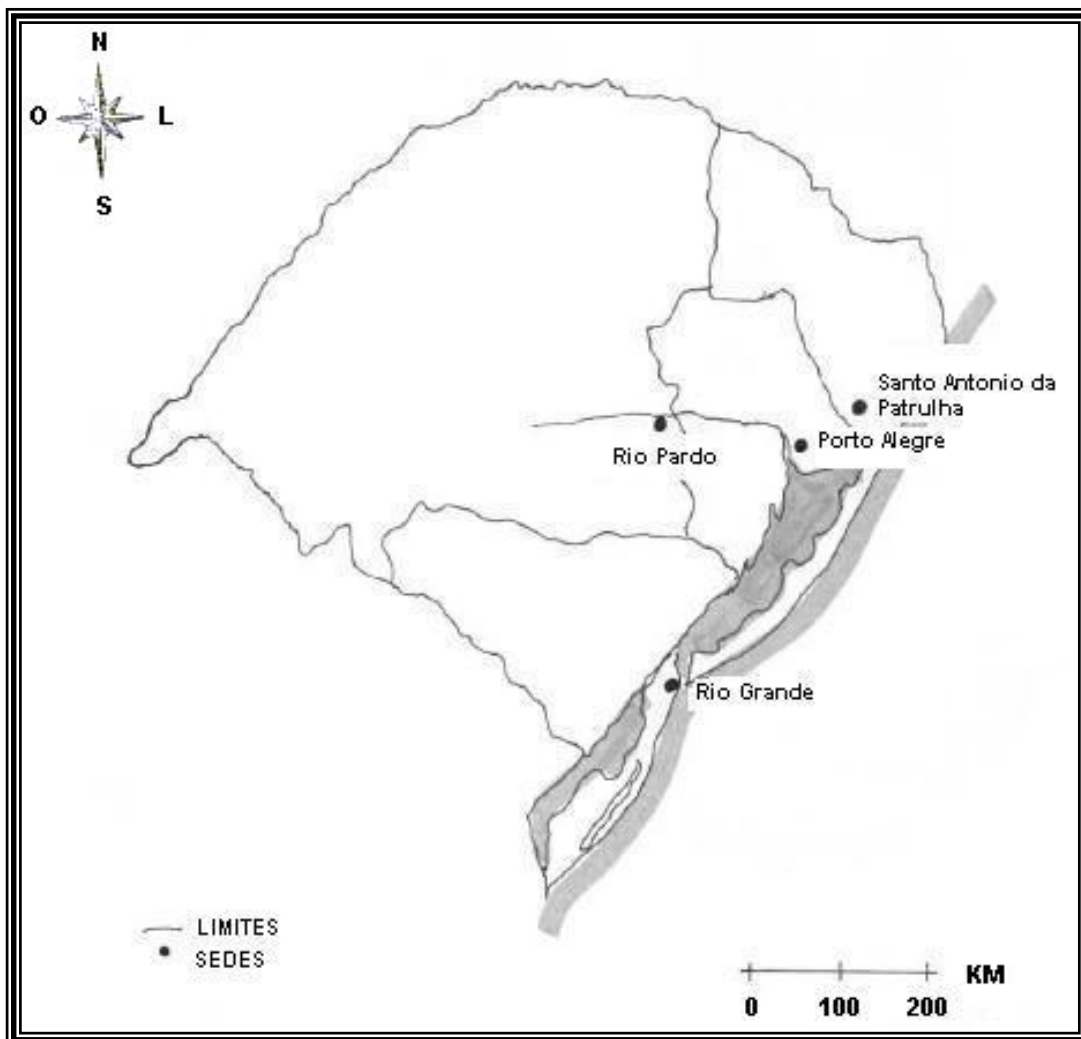 N
O
L
S
Santo Antonio da
Patrulha
Porto Alegre
Rio Pardo
Rio Grande
LIMITES
SEDES
KM
0 100 200